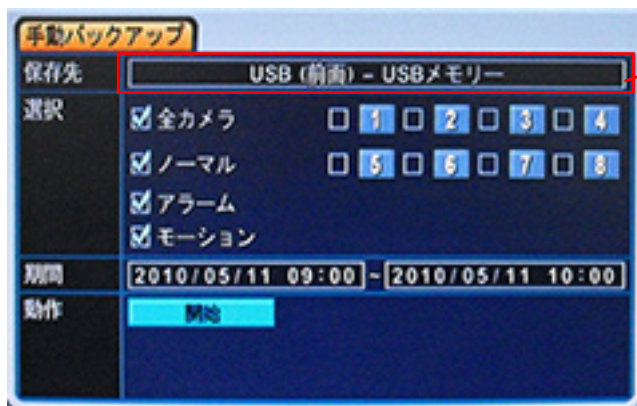 手動バックアップ
保存先 USB (前面) - USBメモリー
選択 全カメラ 1 2 3 4
ノーマル 5 6 7 8
アラーム
モーション
期間 2010/05/11 09:00 ~ 2010/05/11 10:00
動作 開始